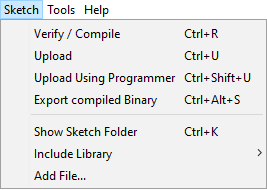 Sketch Tools Help
Verify / Compile Ctrl+R
Upload Ctrl+U
Upload Using Programmer Ctrl+Shift+U
Export compiled Binary Ctrl+Alt+S
Show Sketch Folder Ctrl+K
Include Library
Add File...